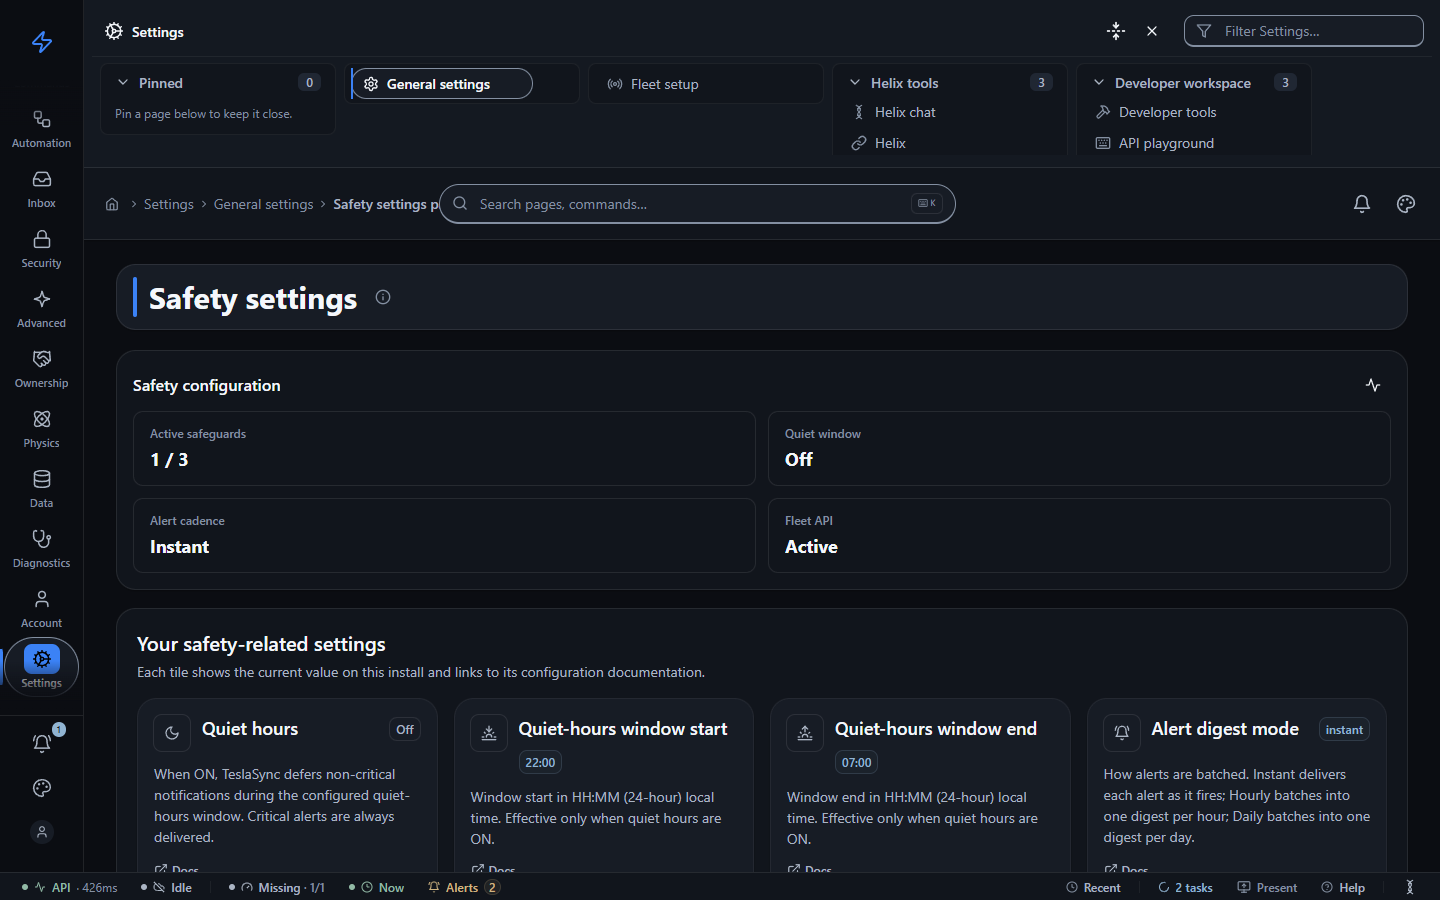 Settings
Filter Settings...
Pinned
0
Pin a page below to keep it close.
General settings
Fleet setup
Helix tools
3
Helix chat
Helix
Developer workspace
3
Developer tools
API playground
Automation
Inbox
Security
Advanced
Ownership
Physics
Data
Diagnostics
Account
Settings
1
Settings
General settings
Safety settings p
Search pages, commands...
K
Safety settings
Safety configuration
Active safeguards
1 / 3
Quiet window
Off
Alert cadence
Instant
Fleet API
Active
Your safety-related settings
Each tile shows the current value on this install and links to its configuration documentation.
Quiet hours
Off
When ON, TeslaSync defers non-critical
notifications during the configured quiet-
hours window. Critical alerts are always
delivered.
Docs
Quiet-hours window start
22:00
Window start in HH:MM (24-hour) local
time. Effective only when quiet hours are
ON.
Docs
Quiet-hours window end
07:00
Window end in HH:MM (24-hour) local
time. Effective only when quiet hours are
ON.
Docs
Alert digest mode
instant
How alerts are batched. Instant delivers
each alert as it fires; Hourly batches into
one digest per hour; Daily batches into one
digest per day.
Docs
API · 426ms
Idle
Missing · 1/1
Now
Alerts 2
Recent
2 tasks
Present
Help